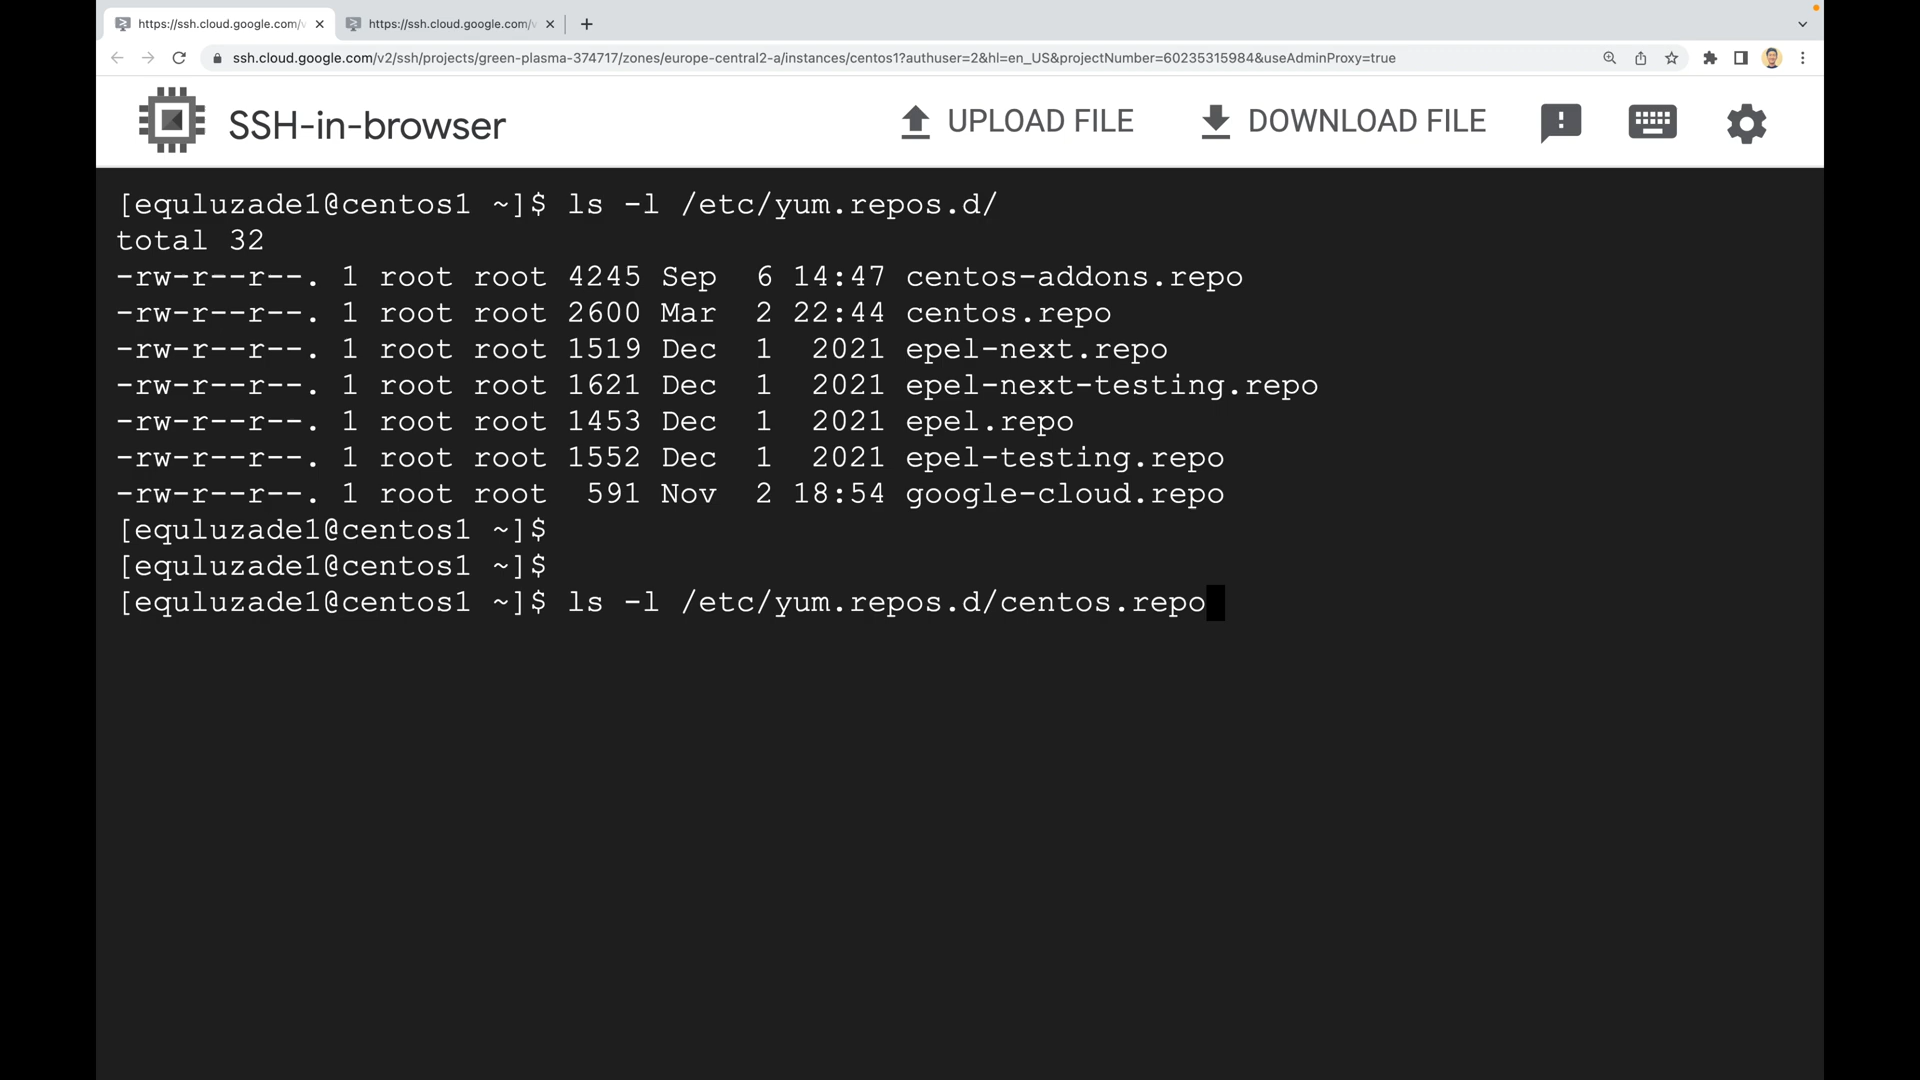 https://ssh.cloud.google.com/v
https://ssh.cloud.google.com/v
ssh.cloud.google.com/v2/ssh/projects/green-plasma-374717/zones/europe-central2-a/instances/centos1?authuser=2&hl=en_US&projectNumber=60235315984&useAdminProxy=true
SSH-in-browser
UPLOAD FILE
DOWNLOAD FILE
[equluzade1@centos1 ~]$ ls -l /etc/yum.repos.d/
total 32
-rw-r--r--. 1 root root 4245 Sep  6 14:47 centos-addons.repo
-rw-r--r--. 1 root root 2600 Mar  2 22:44 centos.repo
-rw-r--r--. 1 root root 1519 Dec  1  2021 epel-next.repo
-rw-r--r--. 1 root root 1621 Dec  1  2021 epel-next-testing.repo
-rw-r--r--. 1 root root 1453 Dec  1  2021 epel.repo
-rw-r--r--. 1 root root 1552 Dec  1  2021 epel-testing.repo
-rw-r--r--. 1 root root  591 Nov  2 18:54 google-cloud.repo
[equluzade1@centos1 ~]$
[equluzade1@centos1 ~]$
[equluzade1@centos1 ~]$ ls -l /etc/yum.repos.d/centos.repo